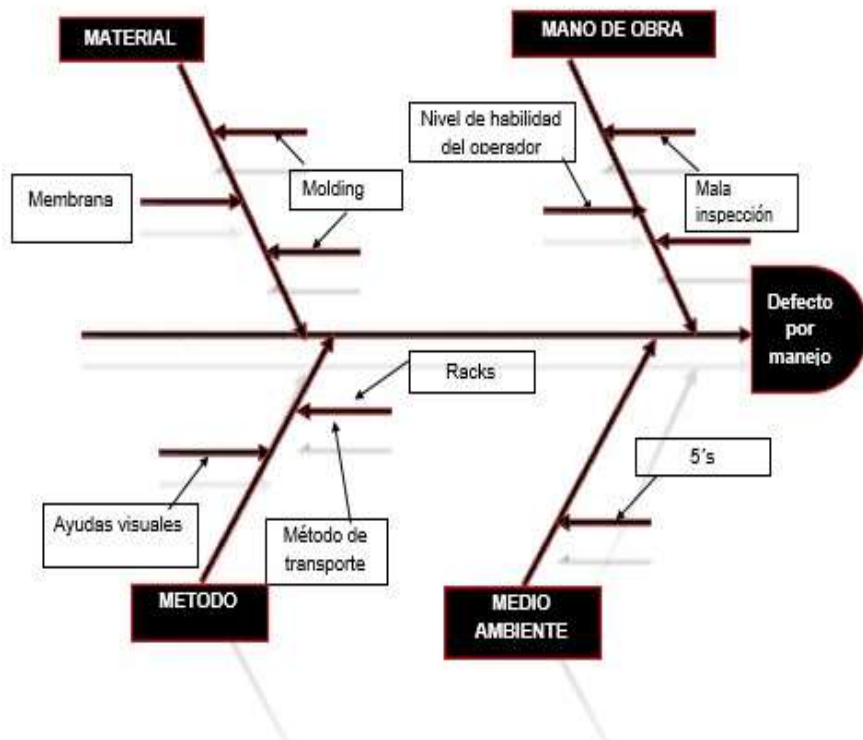 MATERIAL
MANO DE OBRA
Nivel de habilidad
del operador
Membrana
Molding
Mala
inspección
Defecto
por
manejo
Racks
5´s
Ayudas visuales
Método de
transporte
METODO
MEDIO
AMBIENTE